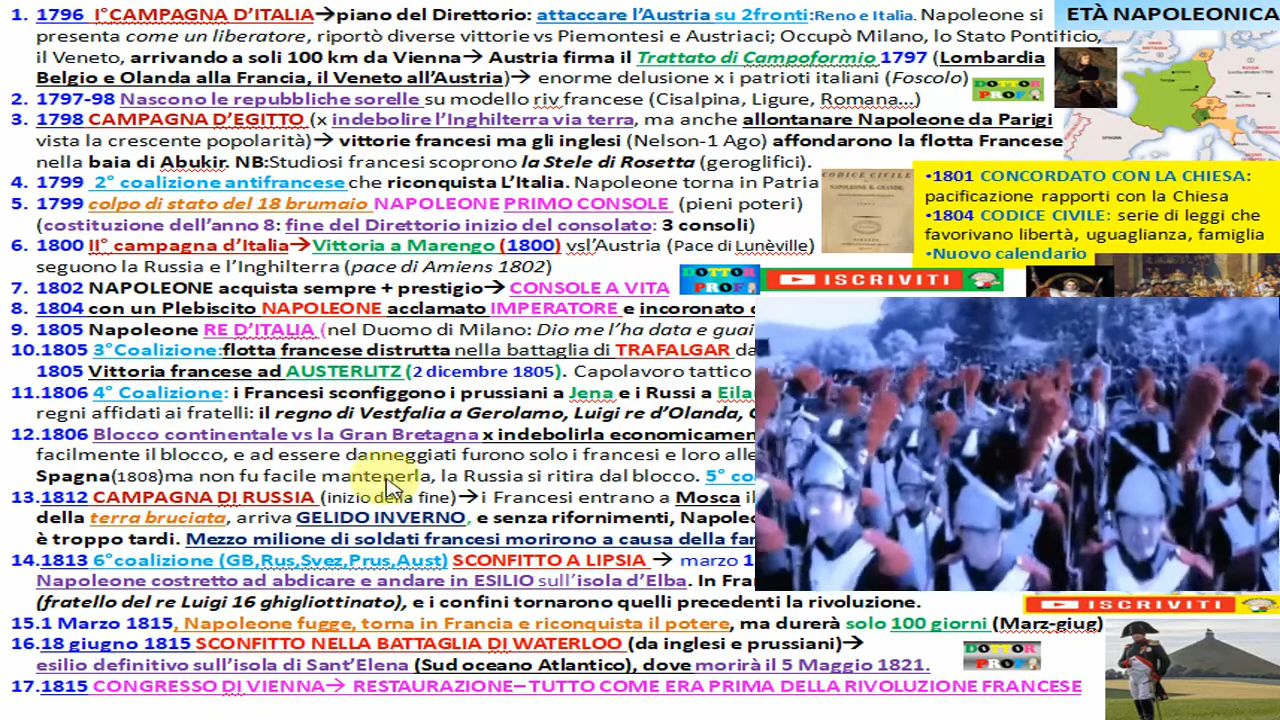 ETÀ NAPOLEONICA
1. 1796 I°CAMPAGNA D'ITALIA→piano del Direttorio: attaccare l'Austria su 2fronti:Reno e Italia. Napoleone si
presenta come un liberatore, riportò diverse vittorie vs Piemontesi e Austriaci; Occupò Milano, lo Stato Pontificio,
il Veneto, arrivando a soli 100 km da Vienna→ Austria firma il Trattato di Campoformio 1797 (Lombardia
Belgio e Olanda alla Francia, il Veneto all'Austria)→ enorme delusione x i patrioti italiani (Foscolo)
DOTTOR PROF
2. 1797-98 Nascono le repubbliche sorelle su modello riv francese (Cisalpina, Ligure, Romana...)
3. 1798 CAMPAGNA D'EGITTO (x indebolire l'Inghilterra via terra, ma anche allontanare Napoleone da Parigi
vista la crescente popolarità)→ vittorie francesi ma gli inglesi (Nelson-1 Ago) affondarono la flotta Francese
nella baia di Abukir. NB:Studiosi francesi scoprono la Stele di Rosetta (geroglifici).
4. 1799 2° coalizione antifrancese che riconquista L'Italia. Napoleone torna in Patria
5. 1799 colpo di stato del 18 brumaio NAPOLEONE PRIMO CONSOLE (pieni poteri)
(costituzione dell'anno 8: fine del Direttorio inizio del consolato: 3 consoli)
6. 1800 II° campagna d'Italia→Vittoria a Marengo (1800) vsl'Austria (Pace di Lunèville)
seguono la Russia e l'Inghilterra (pace di Amiens 1802)
CODICE CIVILE
•1801 CONCORDATO CON LA CHIESA:
pacificazione rapporti con la Chiesa
•1804 CODICE CIVILE: serie di leggi che
favorivano libertà, uguaglianza, famiglia
•Nuovo calendario
7. 1802 NAPOLEONE acquista sempre + prestigio→ CONSOLE A VITA
DOTTOR PROF
ISCRIVITI
8. 1804 con un Plebiscito NAPOLEONE acclamato IMPERATORE e incoronato
9. 1805 Napoleone RE D'ITALIA (nel Duomo di Milano: Dio me l'ha data e guai
10.1805 3°Coalizione:flotta francese distrutta nella battaglia di TRAFALGAR da
1805 Vittoria francese ad AUSTERLITZ (2 dicembre 1805). Capolavoro tattico
11.1806 4° Coalizione: i Francesi sconfiggono i prussiani a Jena e i Russi a Eila
regni affidati ai fratelli: il regno di Vestfalia a Gerolamo, Luigi re d'Olanda,
12.1806 Blocco continentale vs la Gran Bretagna x indebolirla economicamen
facilmente il blocco, e ad essere danneggiati furono solo i francesi e loro alle
Spagna(1808)ma non fu facile mantenerla, la Russia si ritira dal blocco. 5° co
13.1812 CAMPAGNA DI RUSSIA (inizio della fine)→i Francesi entrano a Mosca il
della terra bruciata, arriva GELIDO INVERNO, e senza rifornimenti, Napoleo
è troppo tardi. Mezzo milione di soldati francesi morirono a causa della fam
14.1813 6°coalizione (GB,Rus,Svez,Prus,Aust) SCONFITTO A LIPSIA → marzo 1
Napoleone costretto ad abdicare e andare in ESILIO sull'isola d'Elba. In Fran
(fratello del re Luigi 16 ghigliottinato), e i confini tornarono quelli precedenti la rivoluzione.
ISCRIVITI
15.1 Marzo 1815, Napoleone fugge, torna in Francia e riconquista il potere, ma durerà solo 100 giorni (Marz-giug)
16.18 giugno 1815 SCONFITTO NELLA BATTAGLIA DI WATERLOO (da inglesi e prussiani)→
esilio definitivo sull'isola di Sant'Elena (Sud oceano Atlantico), dove morirà il 5 Maggio 1821.
DOTTOR PROF
17.1815 CONGRESSO DI VIENNA→ RESTAURAZIONE– TUTTO COME ERA PRIMA DELLA RIVOLUZIONE FRANCESE